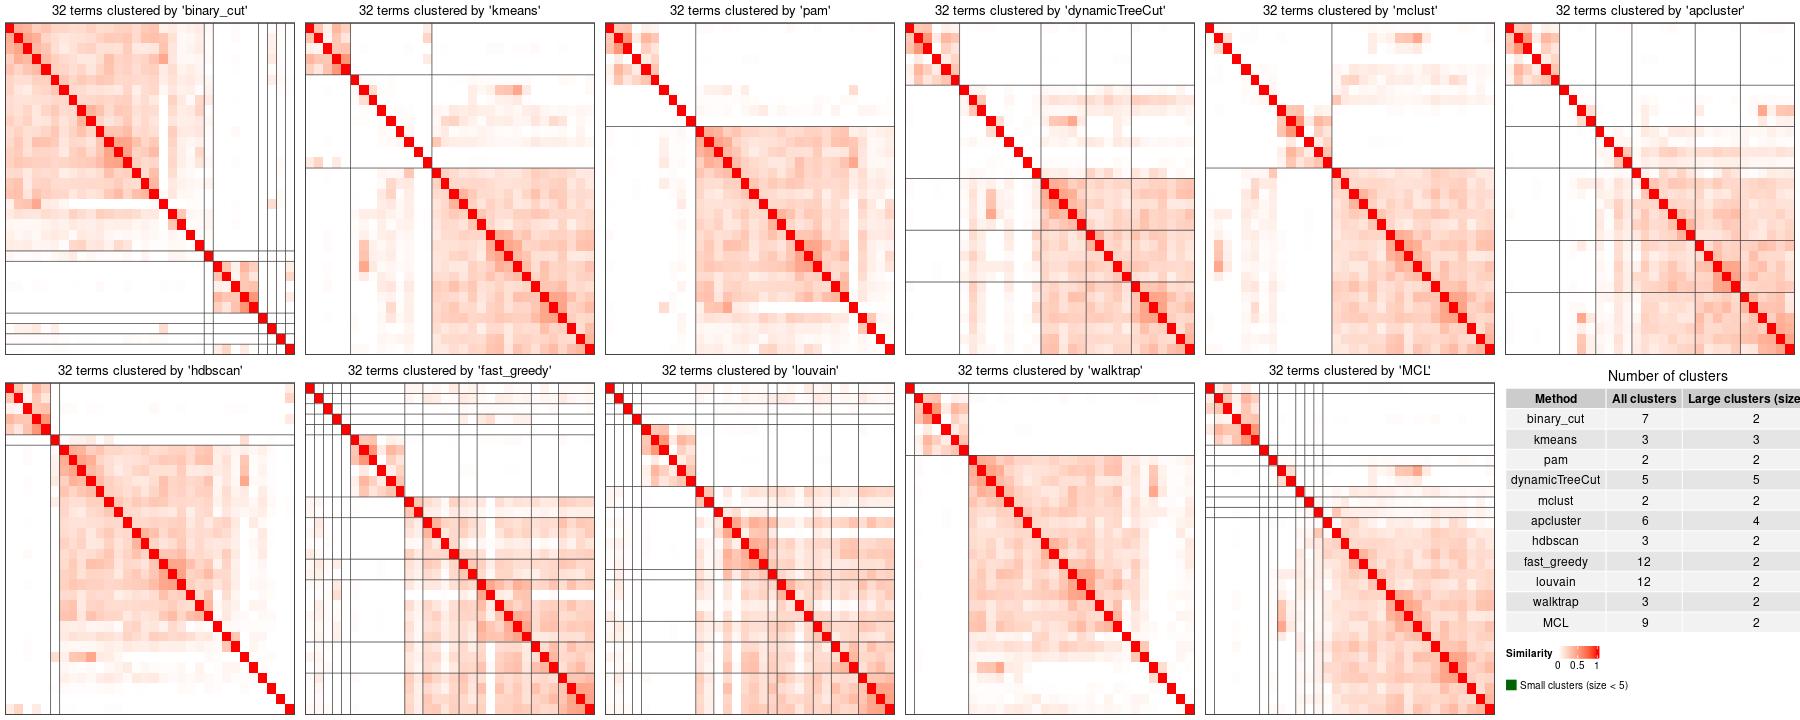 32 terms clustered by 'binary_cut'
32 terms clustered by 'kmeans'
32 terms clustered by 'pam'
32 terms clustered by 'dynamicTreeCut'
32 terms clustered by 'mclust'
32 terms clustered by 'apcluster'
32 terms clustered by 'hdbscan'
32 terms clustered by 'fast_greedy'
32 terms clustered by 'louvain'
32 terms clustered by 'walktrap'
32 terms clustered by 'MCL'
Number of clusters
Method All clusters Large clusters (size
binary_cut 7 2
kmeans 3 3
pam 2 2
dynamicTreeCut 5 5
mclust 2 2
apcluster 6 4
hdbscan 3 2
fast_greedy 12 2
louvain 12 2
walktrap 3 2
MCL 9 2
Similarity
0 0.5 1
Small clusters (size < 5)